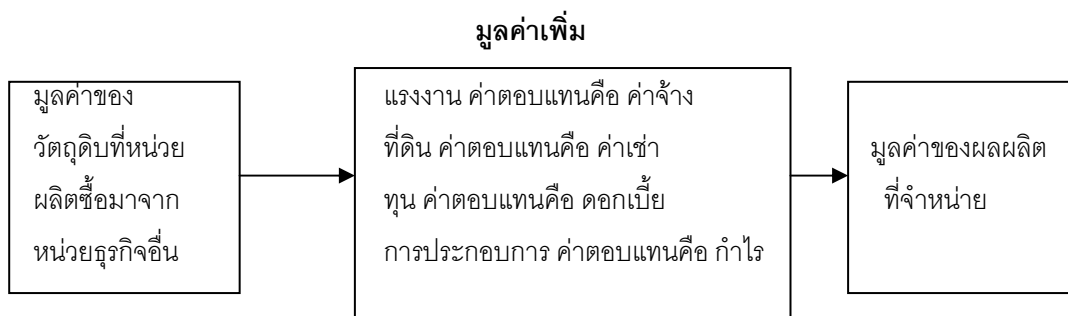 มูลค่าเพิ่ม
มูลค่าของ
วัตถุดิบที่หน่วย
ผลิตซื้อมาจาก
หน่วยธุรกิจอื่น
แรงงาน ค่าตอบแทนคือ ค่าจ้าง
ที่ดิน ค่าตอบแทนคือ ค่าเช่า
ทุน ค่าตอบแทนคือ ดอกเบี้ย
การประกอบการ ค่าตอบแทนคือ กำไร
มูลค่าของผลผลิต
ที่จำหน่าย